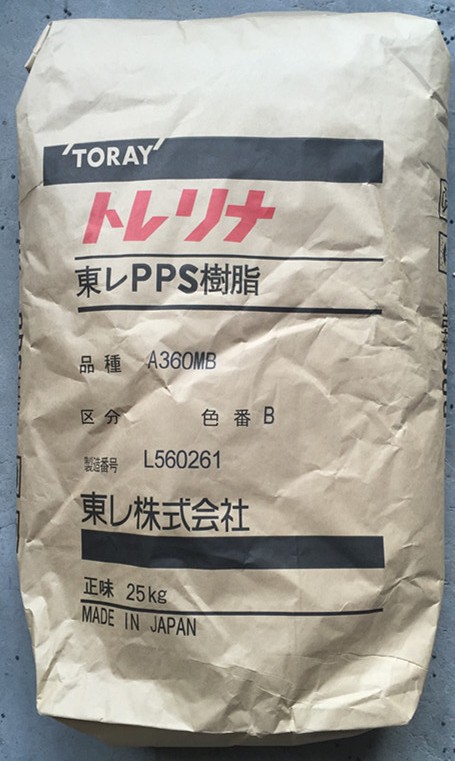 'TORAY'
トレリナ
東レPPS樹脂
品種 A360MB
区分 色番 B
製造番号 L560261
東レ株式会社
正味 25kg
MADE IN JAPAN